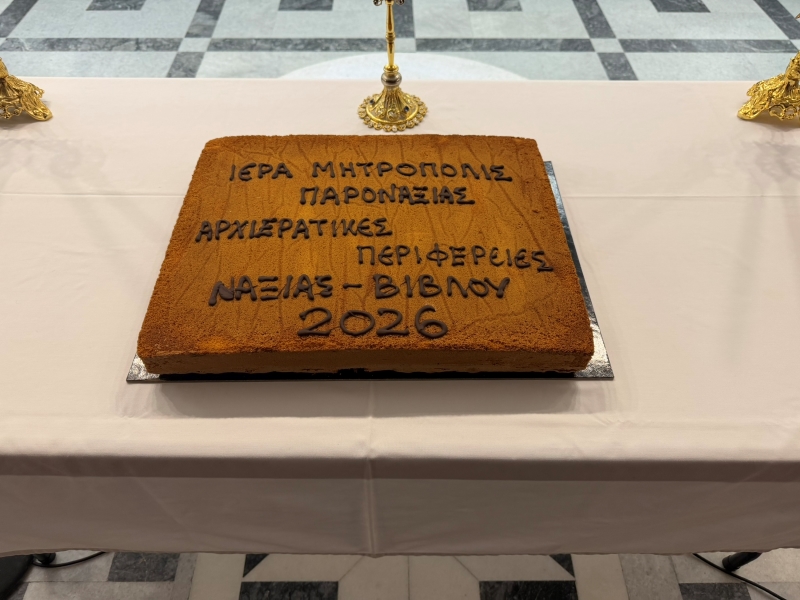 ΙΕΡΑ ΜΗΤΡΟΠΟΛΙΣ
ΠΑΡΟΝΑΞΙΑΣ
ΑΡΧΙΕΡΑΤΙΚΕΣ
ΠΕΡΙΦΕΡΕΙΕΣ
ΝΑΞΙΑΣ - ΒΙΒΛΟΥ
2026